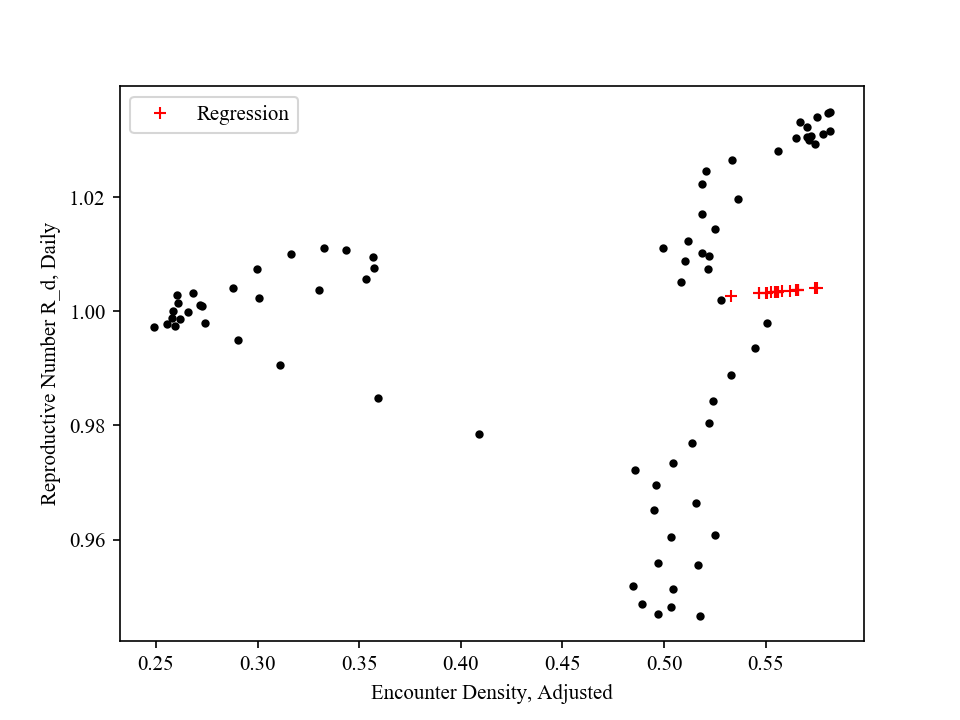 Regression
Reproductive Number R_d, Daily
1.02
1.00
0.98
0.96
0.25 0.30 0.35 0.40 0.45 0.50 0.55
Encounter Density, Adjusted